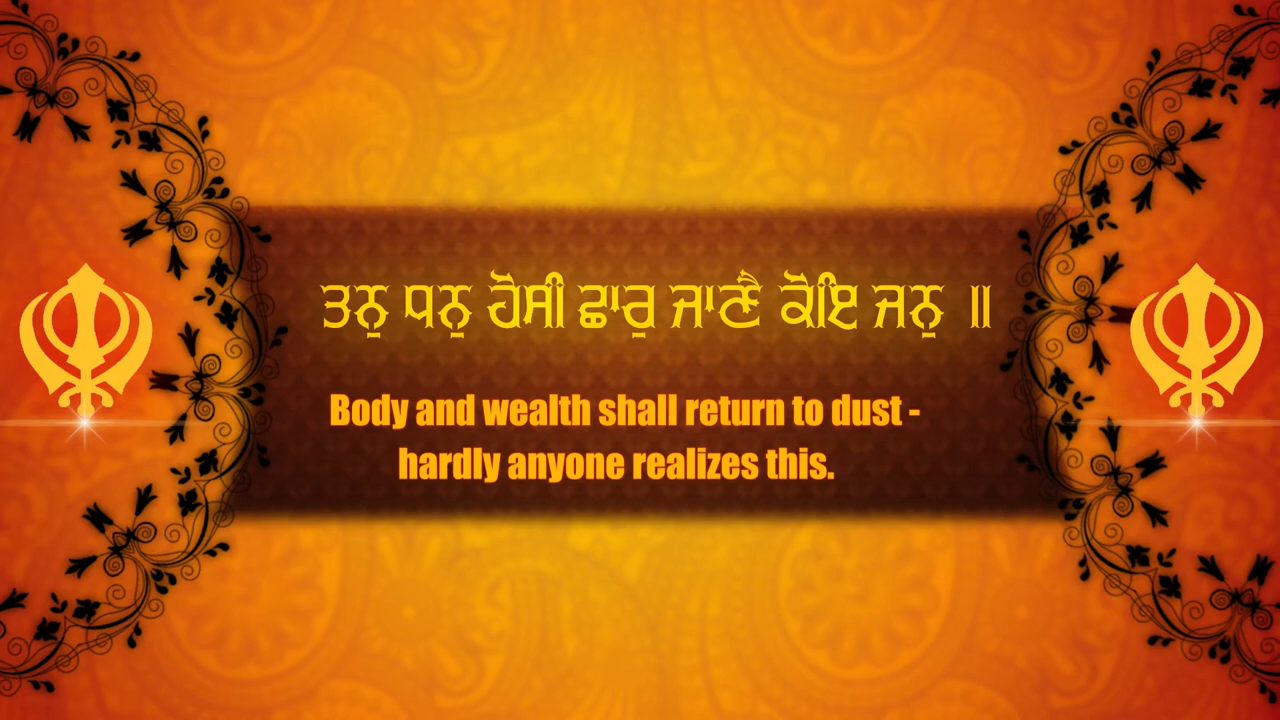 ਤਨੁ ਧਨੁ ਹੋਸੀ ਛਾਰੁ ਜਾਣੈ ਕੋਇ ਜਨੁ ॥
Body and wealth shall return to dust -
hardly anyone realizes this.